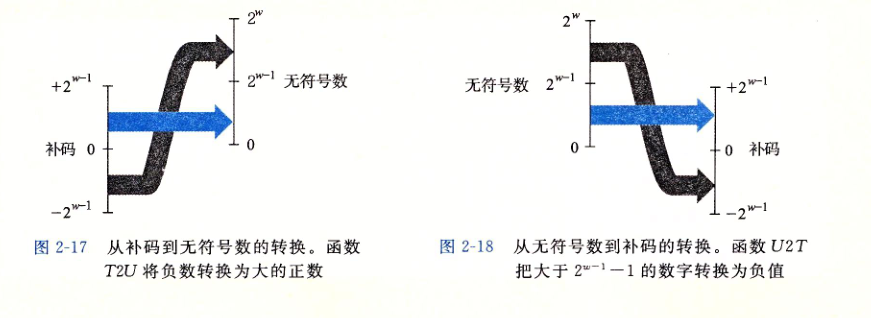 2^w
+2^{w-1}
2^{w-1} 无符号数
补码 0
0
-2^{w-1}
图 2-17 从补码到无符号数的转换。函数
T2U 将负数转换为大的正数
2^w
无符号数 2^{w-1}
+2^{w-1}
0
0 补码
-2^{w-1}
图 2-18 从无符号数到补码的转换。函数 U2T
把大于 2^{w-1}-1 的数字转换为负值